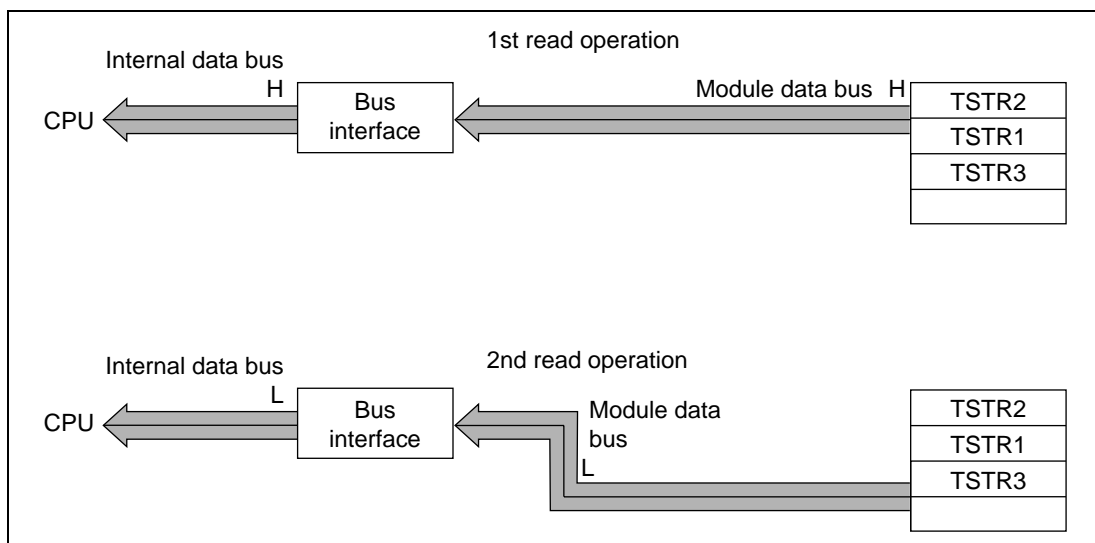 1st read operation
Internal data bus
H
CPU
Bus
interface
Module data bus H
TSTR2
TSTR1
TSTR3
2nd read operation
Internal data bus
L
CPU
Bus
interface
Module data
bus
L
TSTR2
TSTR1
TSTR3